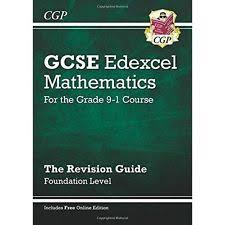 CGP
CGP
GCSE Edexcel
Mathematics
For the Grade 9-1 Course
The Revision Guide
Foundation Level
Includes Free Online Edition